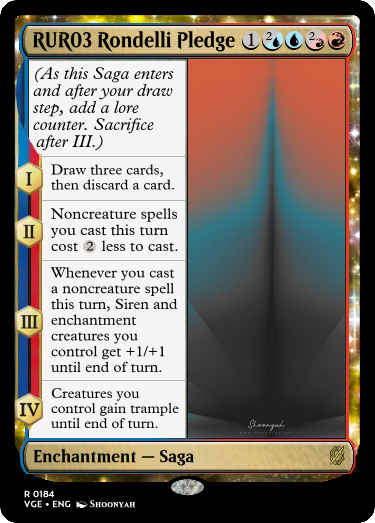 RUR03 Rondelli Pledge 1 2
(As this Saga enters
and after your draw
step, add a lore
counter. Sacrifice
after III.)
I
Draw three cards,
then discard a card.
II
Noncreature spells
you cast this turn
cost 2 less to cast.
III
Whenever you cast
a noncreature spell
this turn, Siren and
enchantment
creatures you
control get +1/+1
until end of turn.
IV
Creatures you
control gain trample
until end of turn.
Shoonyah
Enchantment — Saga
R 0184
VGE • ENG Shoonyah